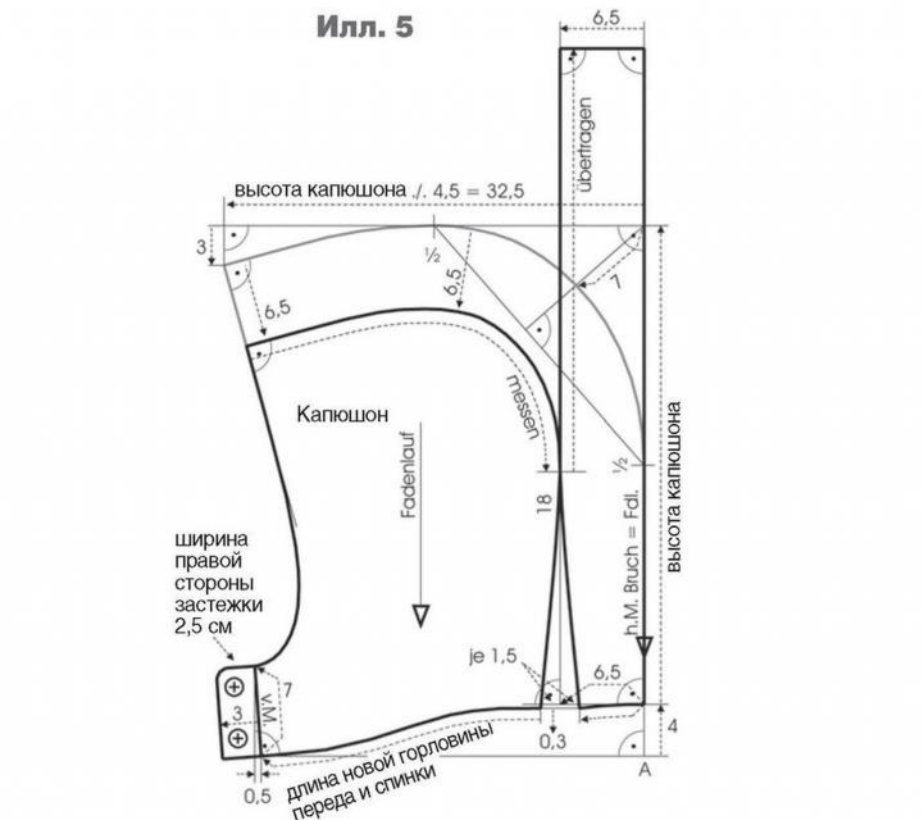 Илл. 5
6,5
übertragen
высота капюшона ./. 4,5 = 32,5
3
½
6,5
6,5
7
messen
Капюшон
Fadenlauf
½
18
высота капюшона
h.M. Bruch = Fdl.
ширина
правой
стороны
застежки
2,5 см
je 1,5
6,5
7
v.M.
3
4
0,3
A
0,5
длина новой горловины
переда и спинки